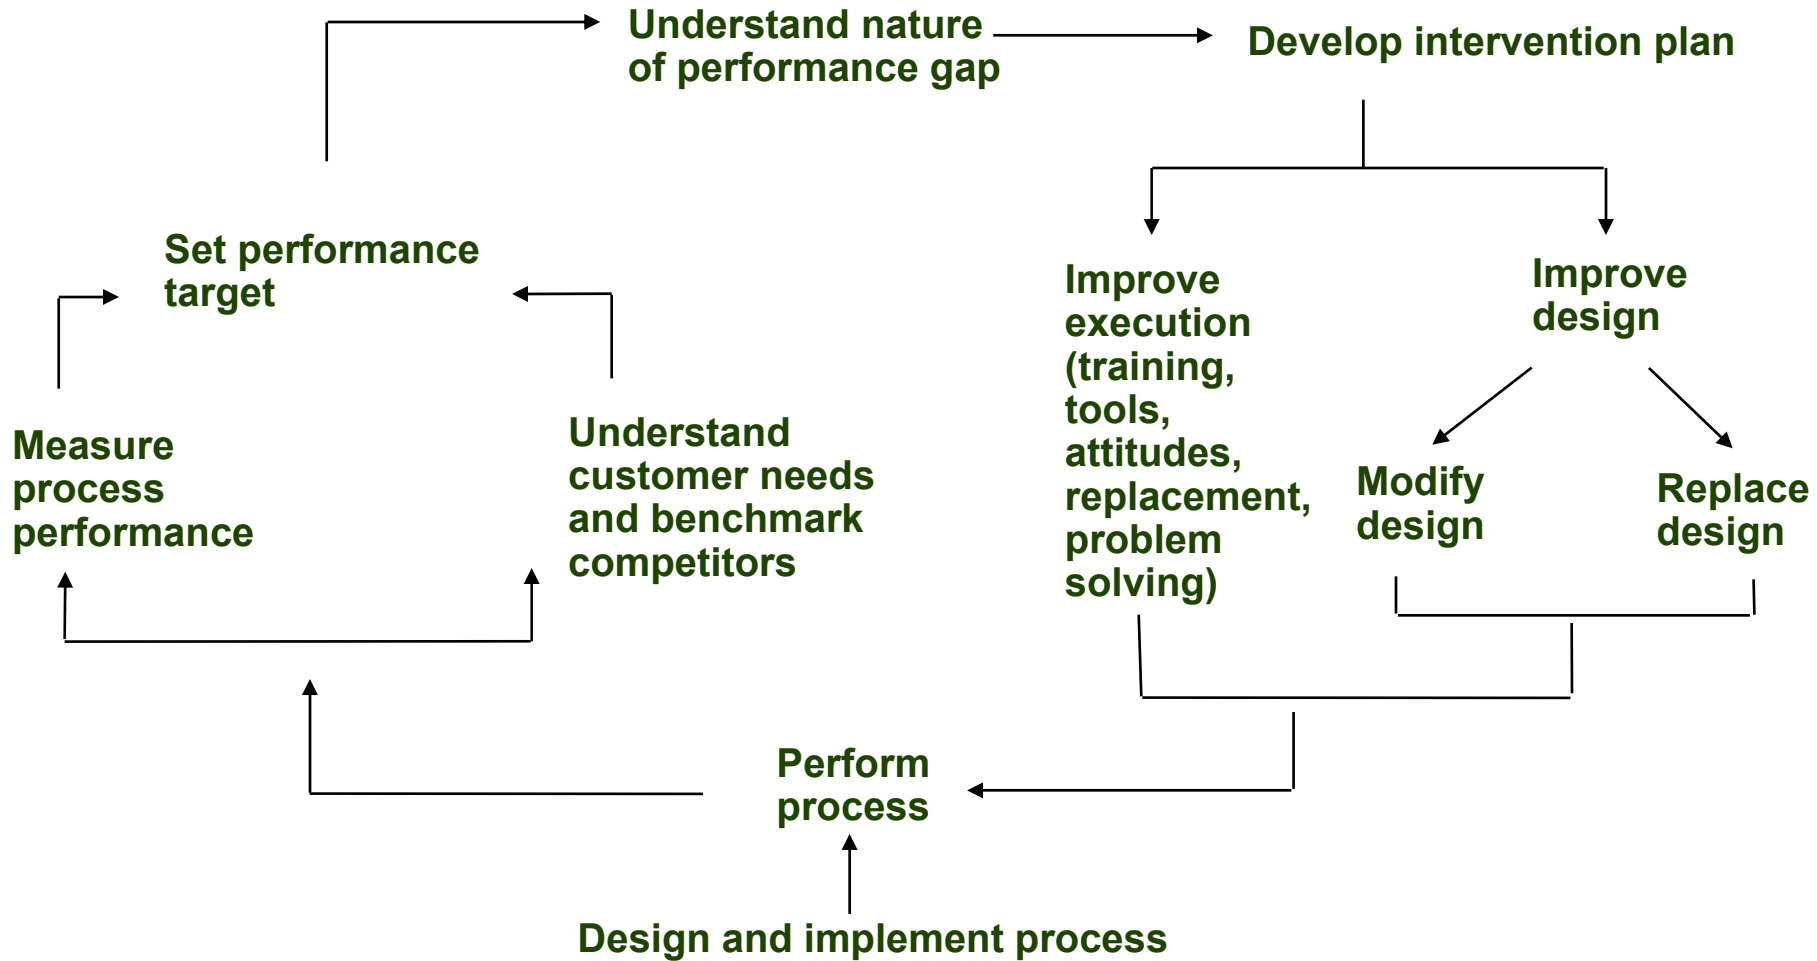 Understand nature
of performance gap
Develop intervention plan
Set performance
target
Improve
execution
(training,
tools,
attitudes,
replacement,
problem
solving)
Improve
design
Measure
process
performance
Understand
customer needs
and benchmark
competitors
Modify
design
Replace
design
Perform
process
Design and implement process